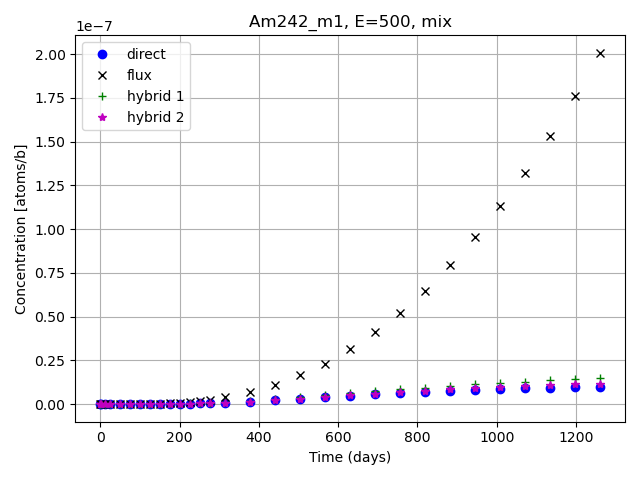 Am242_m1, E=500, mix
1e−7
direct
flux
hybrid 1
hybrid 2
Concentration [atoms/b]
2.00
1.75
1.50
1.25
1.00
0.75
0.50
0.25
0.00
0 200 400 600 800 1000 1200
Time (days)